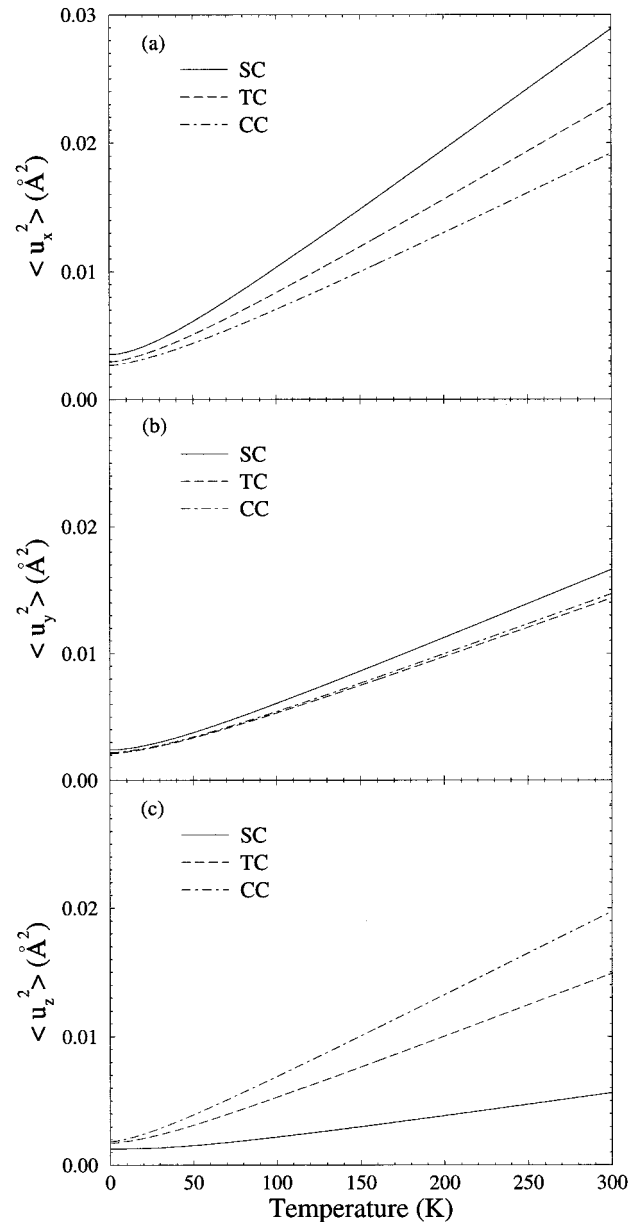 0.03
(a)
SC
TC
CC
0.02
< u_x^2 > (Å^2)
0.01
0.00
(b)
SC
TC
CC
0.02
< u_y^2 > (Å^2)
0.01
0.00
(c)
SC
TC
CC
0.02
< u_z^2 > (Å^2)
0.01
0.00
0 50 100 150 200 250 300
Temperature (K)